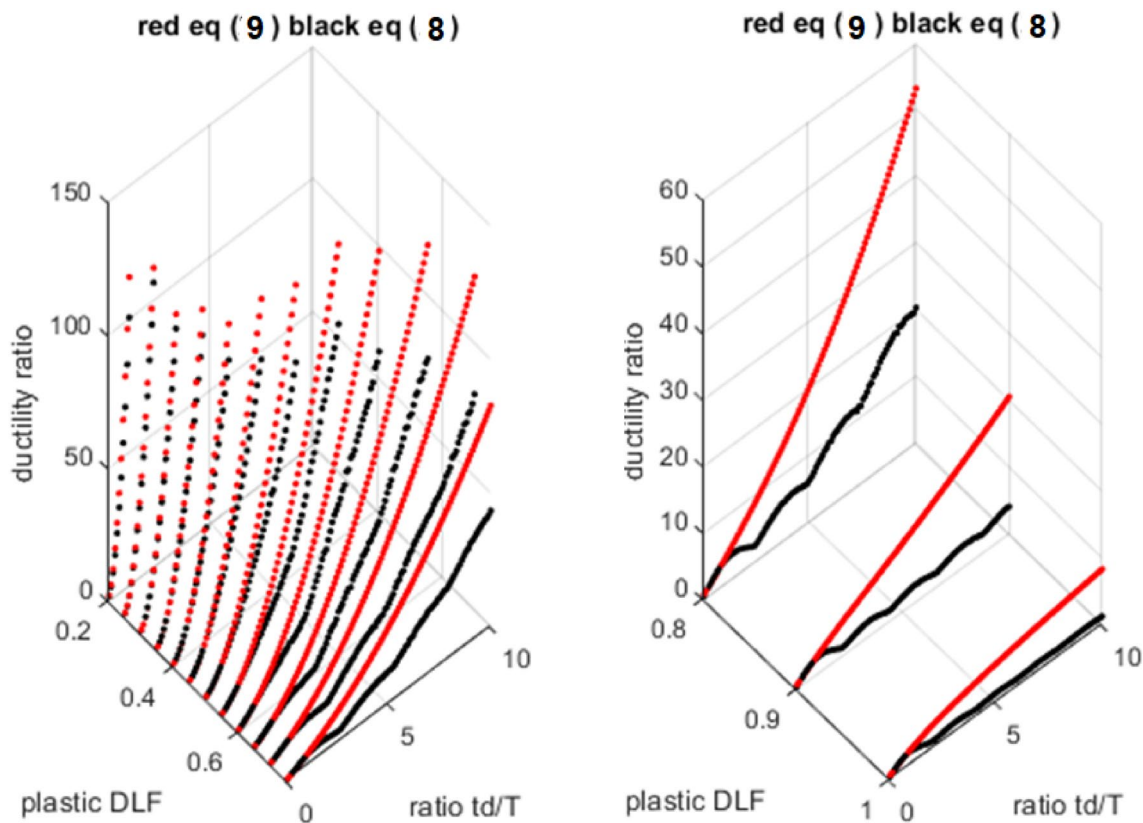 red eq (9) black eq (8)
150
100
50
0
ductility ratio
0.2
0.4
0.6
plastic DLF
0
5
10
ratio td/T
red eq (9) black eq (8)
60
50
40
30
20
10
0
ductility ratio
0.8
0.9
1
plastic DLF
0
5
10
ratio td/T